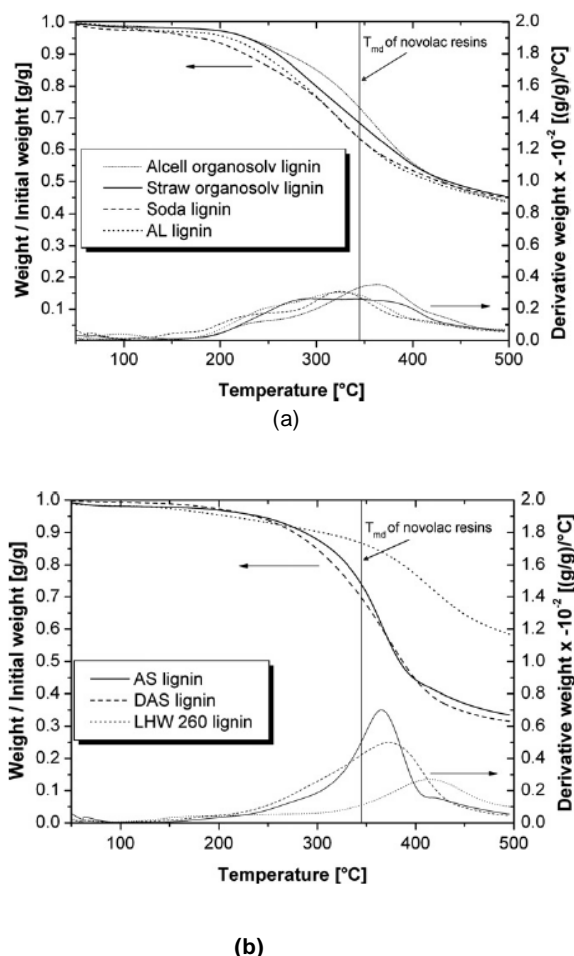 1.0
0.9
0.8
0.7
0.6
0.5
0.4
0.3
0.2
0.1
Weight / Initial weight [g/g]
Tmd of novolac resins
Alcell organosolv lignin
Straw organosolv lignin
Soda lignin
AL lignin
2.0
1.8
1.6
1.4
1.2
1.0
0.8
0.6
0.4
0.2
0.0
Derivative weight x -10-2 [(g/g)/°C]
100 200 300 400 500
Temperature [°C]
(a)
1.0
0.9
0.8
0.7
0.6
0.5
0.4
0.3
0.2
0.1
0.0
Weight / Initial weight [g/g]
Tmd of novolac resins
AS lignin
DAS lignin
LHW 260 lignin
2.0
1.8
1.6
1.4
1.2
1.0
0.8
0.6
0.4
0.2
0.0
Derivative weight x -10-2 [(g/g)/°C]
100 200 300 400 500
Temperature [°C]
(b)